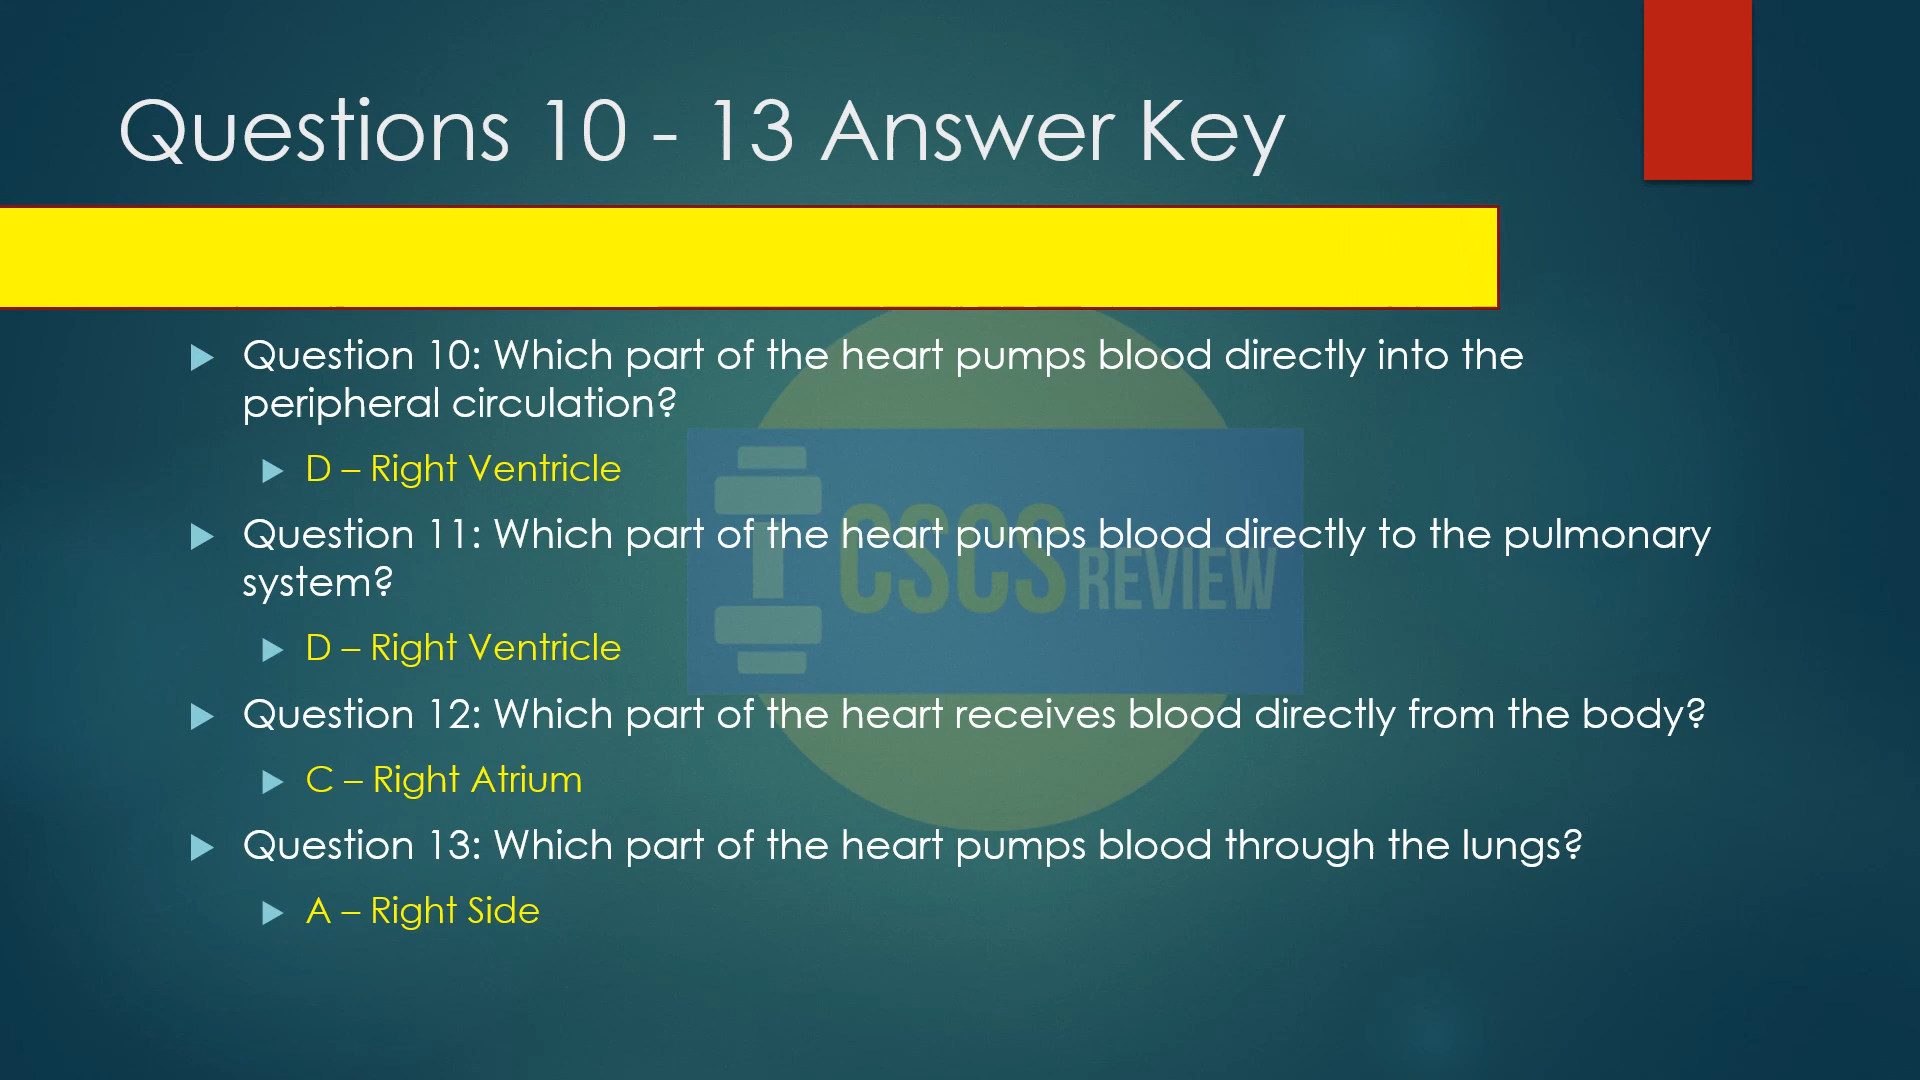 Questions 10 - 13 Answer Key
Question 10: Which part of the heart pumps blood directly into the
peripheral circulation?
D – Right Ventricle
Question 11: Which part of the heart pumps blood directly to the pulmonary
system?
D – Right Ventricle
CSCS REVIEW
Question 12: Which part of the heart receives blood directly from the body?
C – Right Atrium
Question 13: Which part of the heart pumps blood through the lungs?
A – Right Side